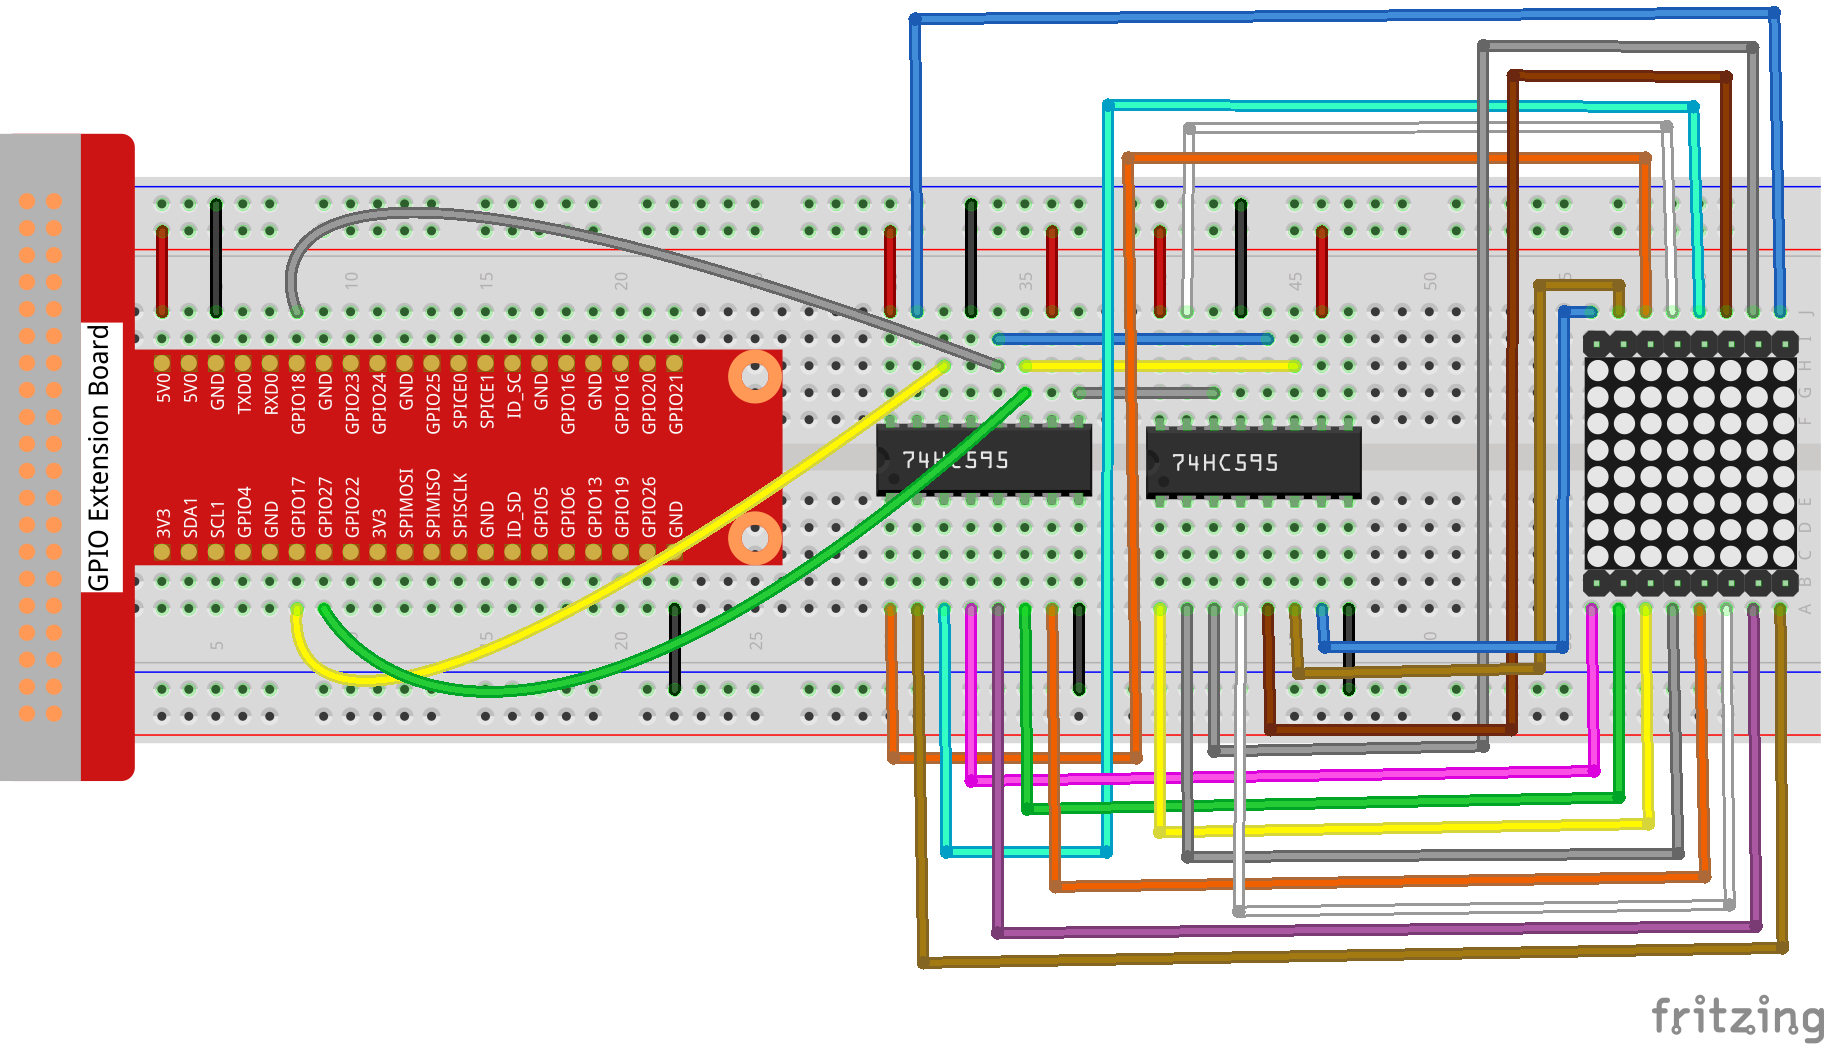 GPIO Extension Board
5V0
5V0
GND
TXD0
RXD0
GPIO18
GND
GPIO23
GPIO24
GND
GPIO25
SPICE0
SPICE1
ID_SC
GND
GPIO16
GND
GPIO16
GPIO20
GPIO21
3V3
SDA1
SCL1
GPIO4
GND
GPIO17
GPIO27
GPIO22
3V3
SPIMOSI
SPIMISO
SPISCLK
GND
ID_SD
GPIO5
GPIO6
GPIO13
GPIO19
GPIO26
GND
10
15
20
35
45
50
J
I
H
G
F
E
D
C
B
A
74HC595
74HC595
5
15
20
25
fritzing